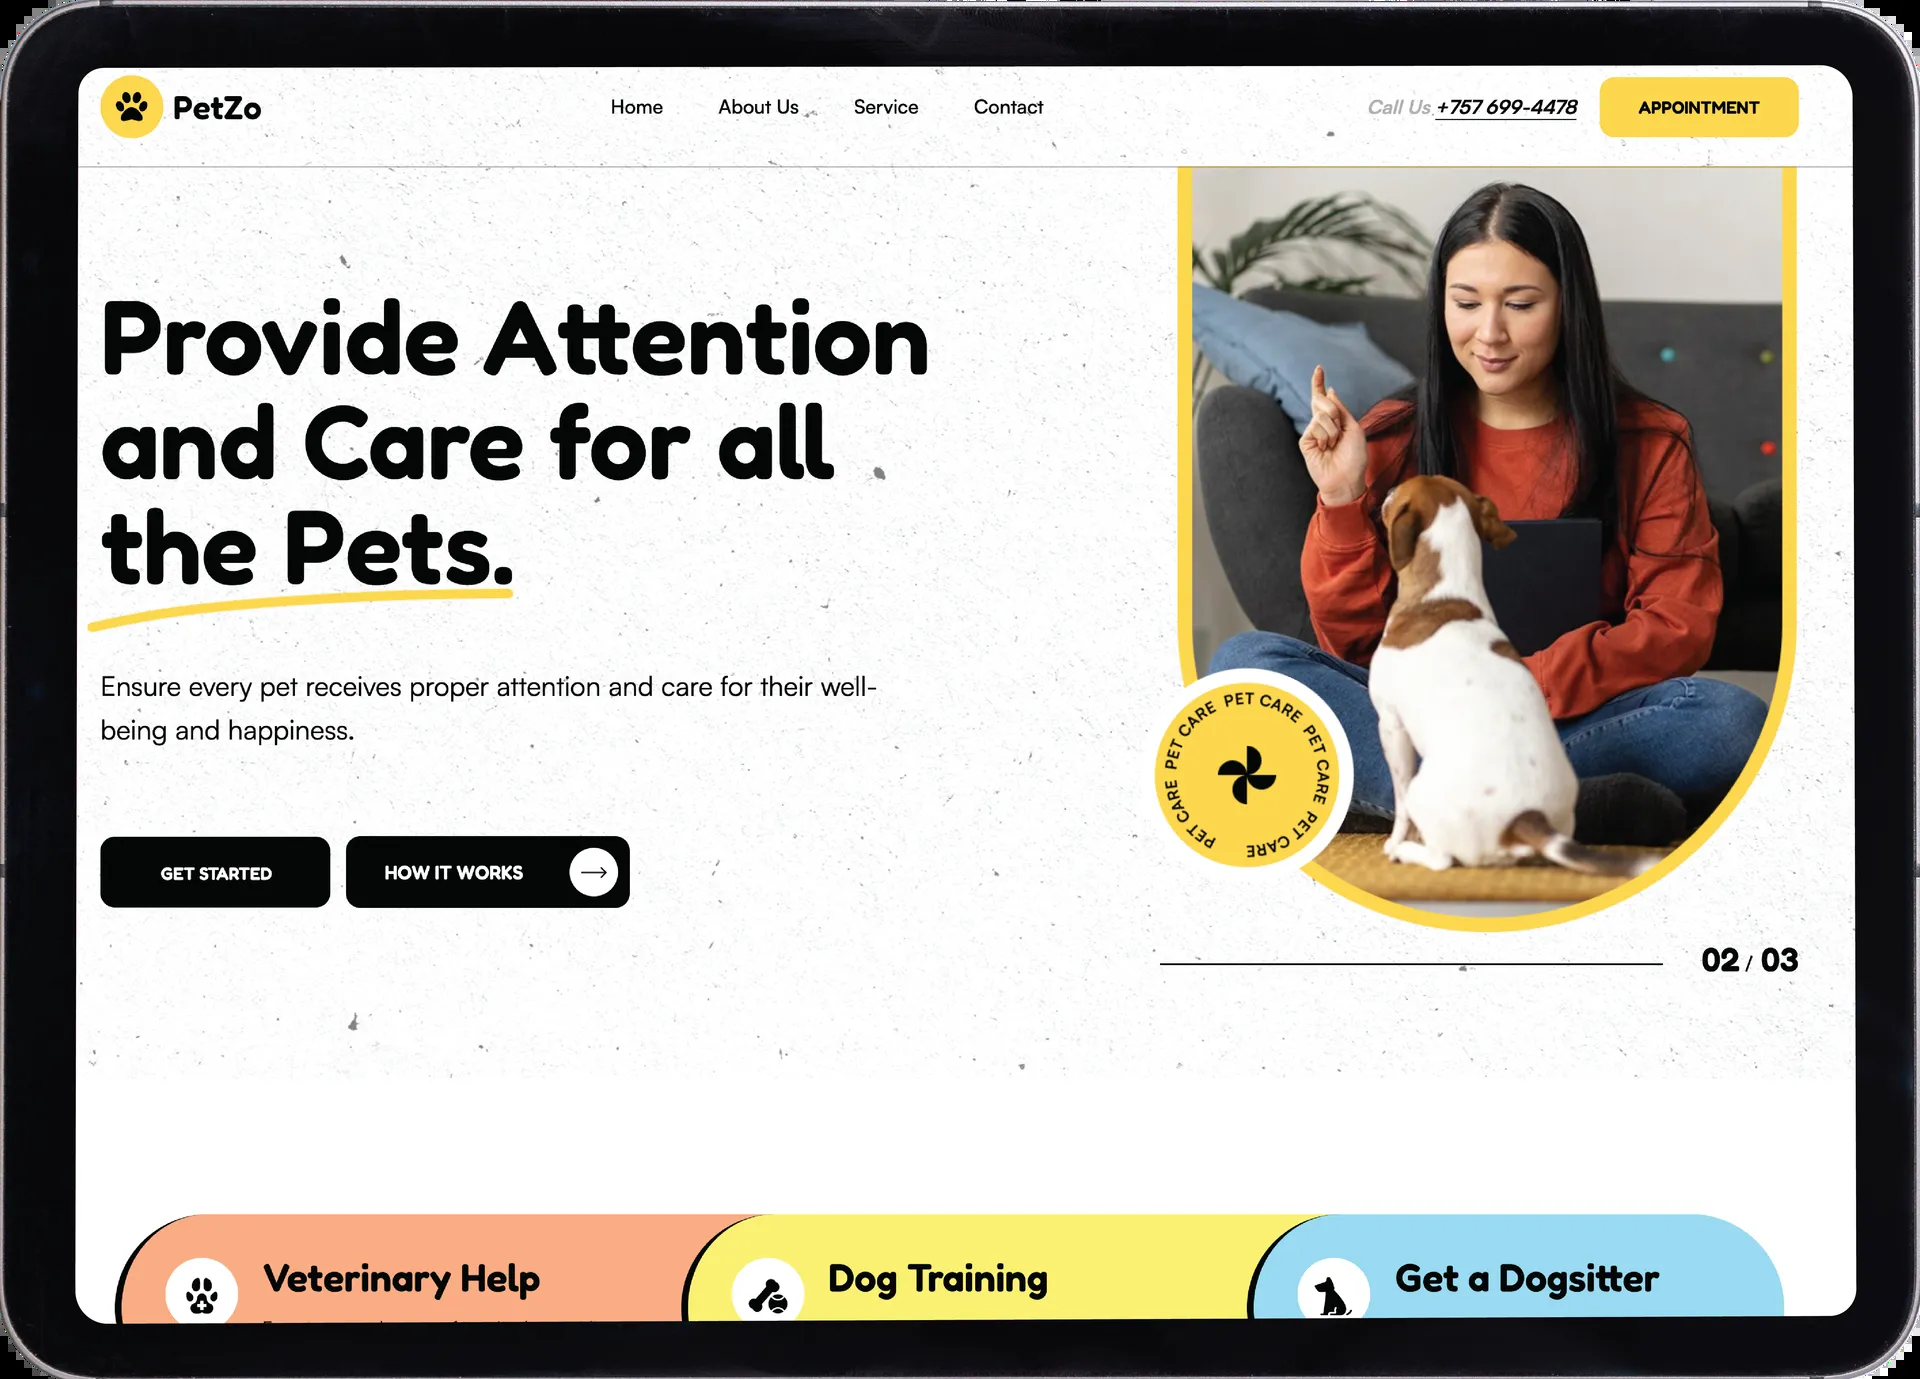 PetZo
Home
About Us
Service
Contact
Call Us +757 699-4478
APPOINTMENT
Provide Attention
and Care for all
the Pets.
Ensure every pet receives proper attention and care for their well-
being and happiness.
GET STARTED
HOW IT WORKS
PET CARE PET CARE PET CARE PET CARE PET CARE
02 / 03
Veterinary Help
Dog Training
Get a Dogsitter